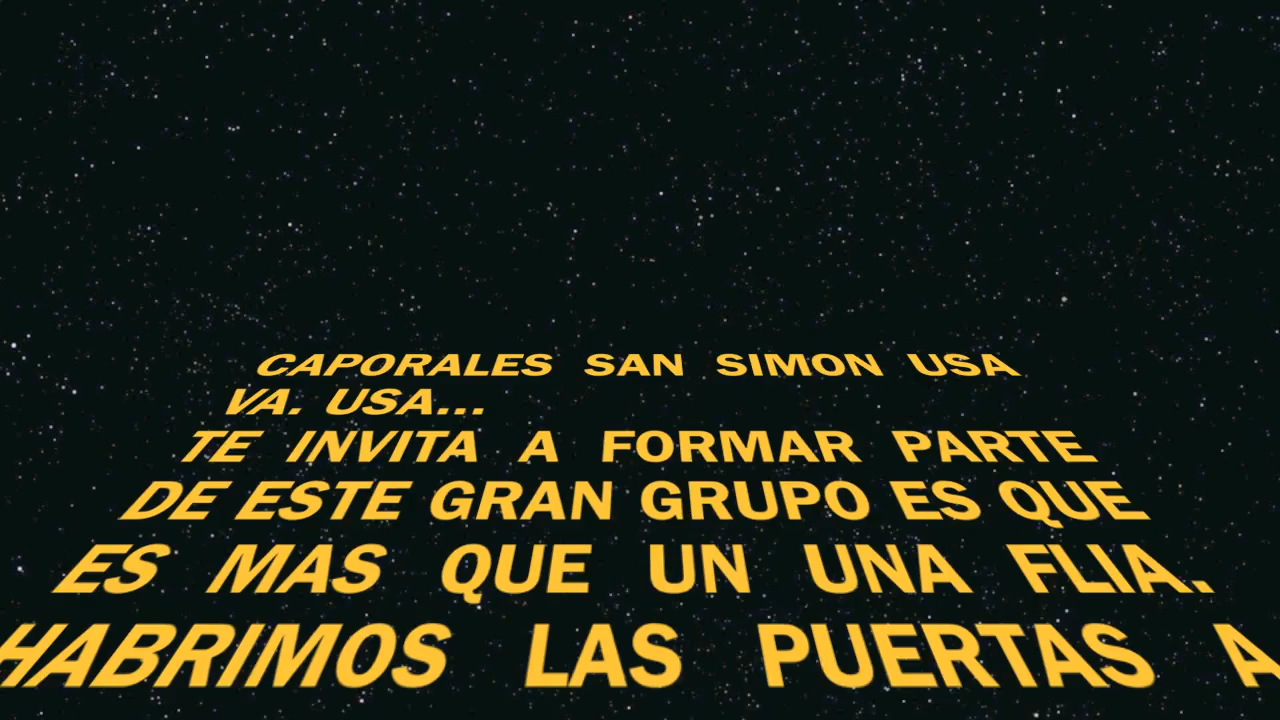 CAPORALES SAN SIMON USA
VA. USA...
TE INVITA A FORMAR PARTE
DE ESTE GRAN GRUPO ES QUE
ES MAS QUE UN UNA FLIA.
HABRIMOS LAS PUERTAS A